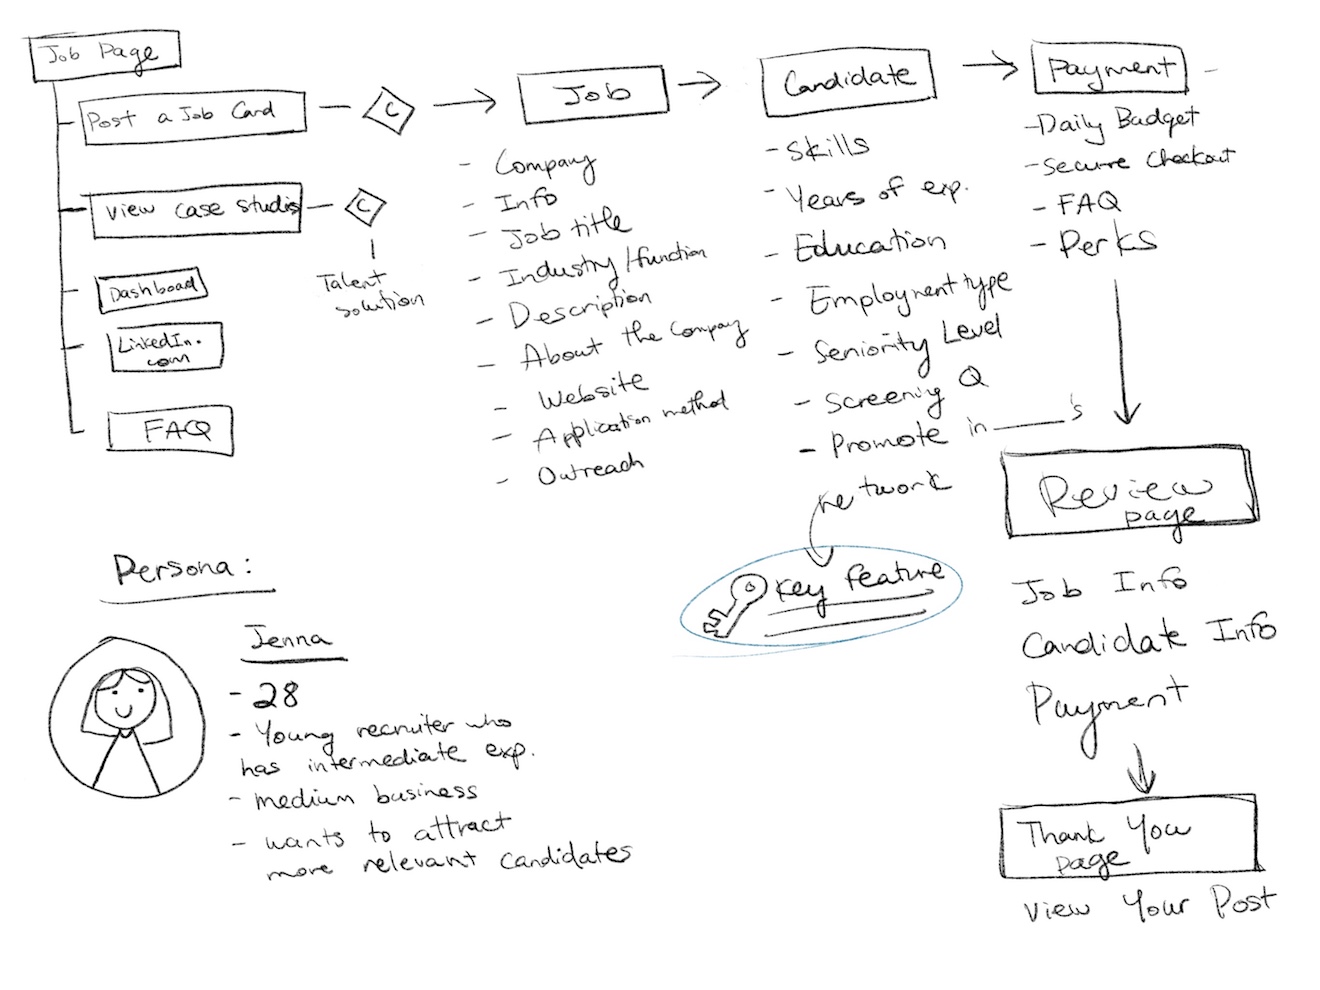 Job Page
Post a Job Card
C
View case studies
C
Talent
solution
Dashboad
LinkedIn.
com
FAQ
Job
- Company
- Info
- Job title
- Industry/function
- Description
- About the Company
- Website
- Application method
- Outreach
Candidate
- Skills
- Years of exp.
- Education
- Employment type
- Seniority Level
- Screening Q
- Promote in ______'s
network
Key feature
Payment
- Daily Budget
- Secure Checkout
- FAQ
- Perks
Review
page
Job Info
Candidate Info
Payment
Thank You
page
View Your Post
Persona:
Jenna
- 28
- Young recruiter who
has intermediate exp.
- medium business
- wants to attract
more relevant candidates